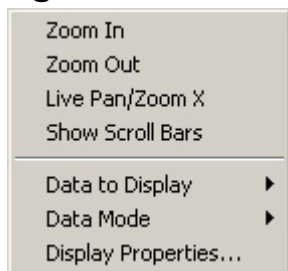 Zoom In
Zoom Out
Live Pan/Zoom X
Show Scroll Bars
Data to Display
Data Mode
Display Properties...